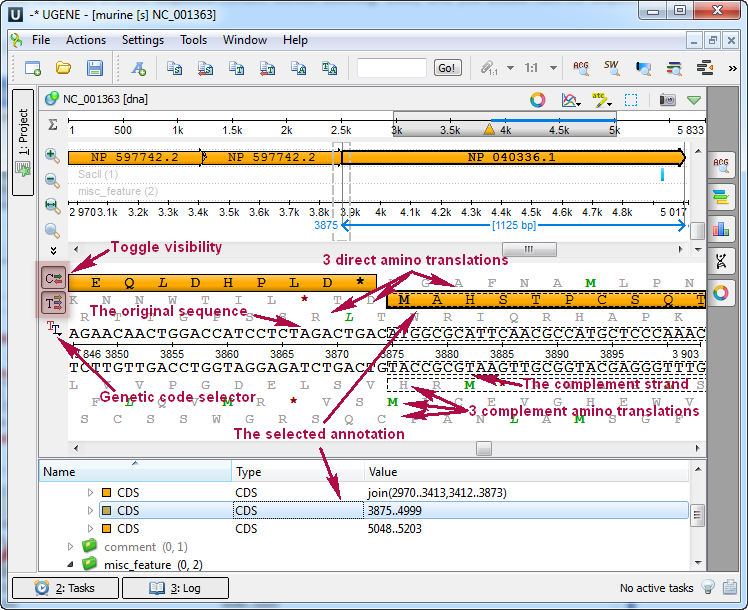 -* UGENE - [murine [s] NC_001363]
File Actions Settings Tools Window Help
Go! 1:1
NC_001363 [dna]
1: Project
1 500 1k 1.5k 2k 2.5k 3k 3.5k 4k 4.5k 5k 5 833
NP 597742.2 NP 597742.2 NP 040336.1
SacII (1)
misc_feature (2)
2 970 3.1k 3.2k 3.3k 3.4k 3.5k 3.6k 3.7k 3.8k 3.9k 4k 4.1k 4.2k 4.3k 4.4k 4.5k 4.6k 4.7k 4.8k 5 017
3875 [1125 bp]
Toggle visibility
3 direct amino translations
E Q L D H P L D *
G A F N A M L P N
K N N W T I L * T D M A H S T P C S Q T
The original sequence
AGAACAACTGGACCATCCTCTAGACTGACATGGCGCATTCAACGCCATGCTCCCAAAC
3 846 3850 3855 3860 3865 3870 3875 3880 3885 3890 3895 3 903
TCTTGTTGACCTGGTAGGAGATCTGACTGTACCGCGTAAGTTGCGGTACGAGGGTTTG
Genetic code selector
The complement strand
3 complement amino translations
The selected annotation
Name Type Value
CDS CDS join(2970..3413,3412..3873)
CDS CDS 3875..4999
CDS CDS 5048..5203
comment (0, 1)
misc_feature (0, 2)
2: Tasks 3: Log No active tasks